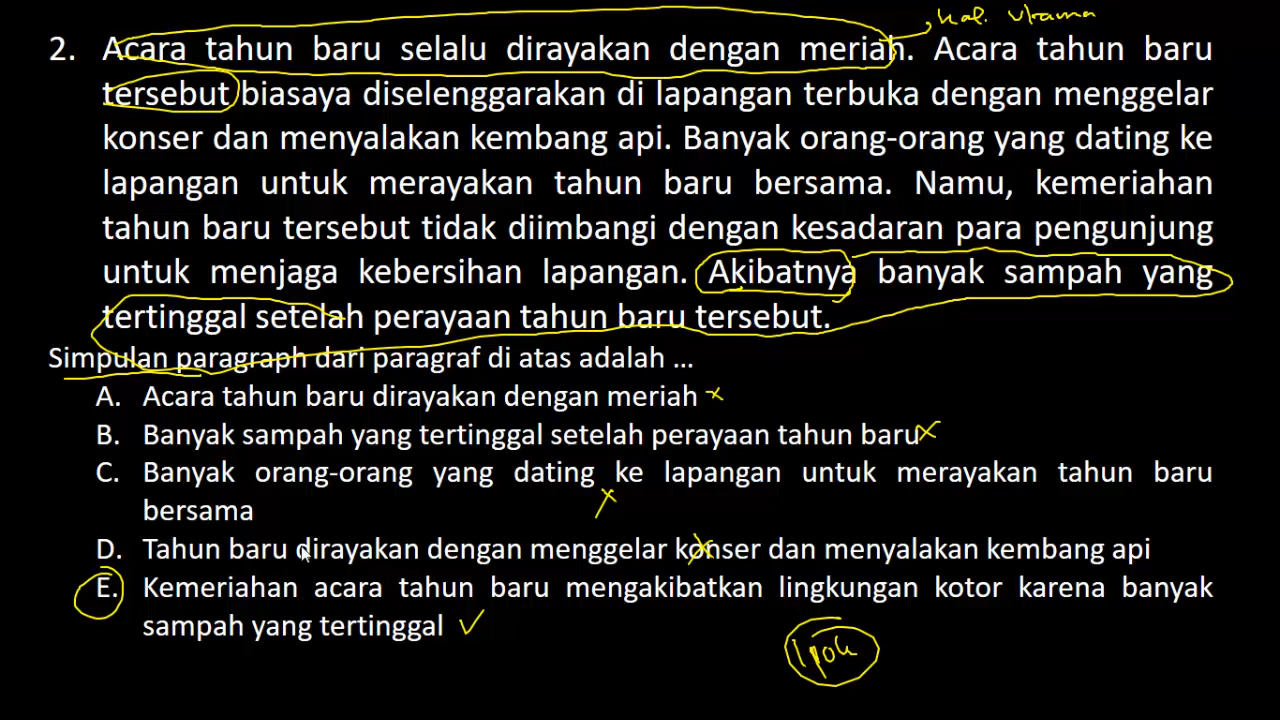 , kal. utama
2. Acara tahun baru selalu dirayakan dengan meriah. Acara tahun baru
tersebut biasaya diselenggarakan di lapangan terbuka dengan menggelar
konser dan menyalakan kembang api. Banyak orang-orang yang dating ke
lapangan untuk merayakan tahun baru bersama. Namu, kemeriahan
tahun baru tersebut tidak diimbangi dengan kesadaran para pengunjung
untuk menjaga kebersihan lapangan. Akibatnya banyak sampah yang
tertinggal setelah perayaan tahun baru tersebut.
Simpulan paragraph dari paragraf di atas adalah ...
A. Acara tahun baru dirayakan dengan meriah x
B. Banyak sampah yang tertinggal setelah perayaan tahun baru x
C. Banyak orang-orang yang dating ke lapangan untuk merayakan tahun baru
bersama x
D. Tahun baru dirayakan dengan menggelar konser dan menyalakan kembang api
E. Kemeriahan acara tahun baru mengakibatkan lingkungan kotor karena banyak
sampah yang tertinggal ✓